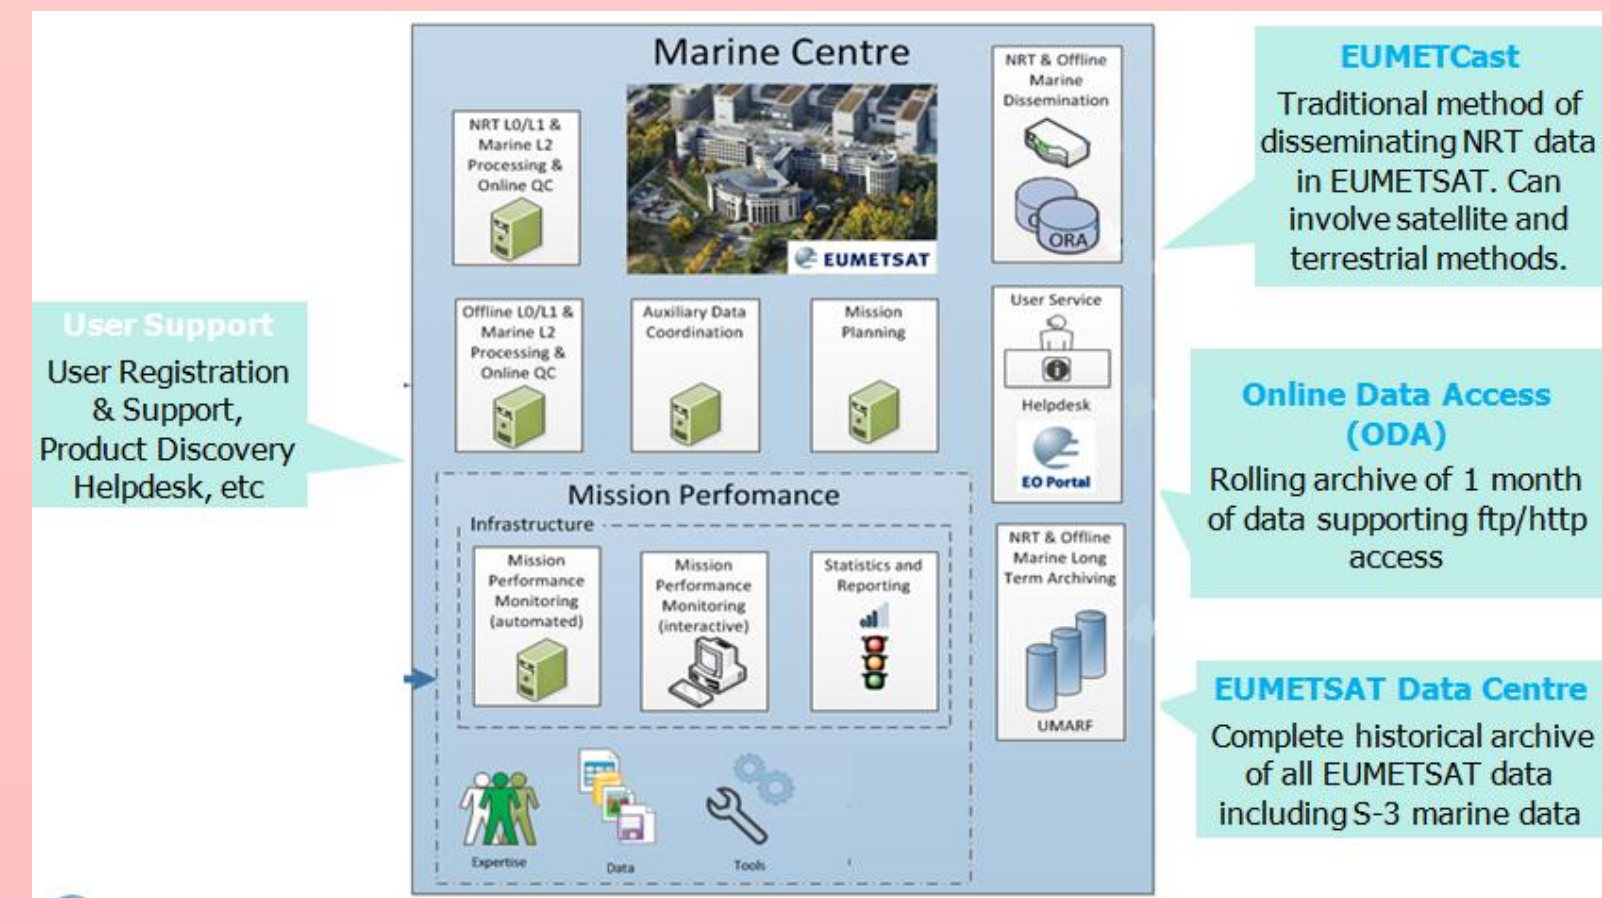 Marine Centre
NRT L0/L1 &
Marine L2
Processing &
Online QC
EUMETSAT
NRT & Offline
Marine
Dissemination
ORA
EUMETCast
Traditional method of
disseminating NRT data
in EUMETSAT. Can
involve satellite and
terrestrial methods.
User Support
User Registration
& Support,
Product Discovery
Helpdesk, etc
Offline L0/L1 &
Marine L2
Processing &
Online QC
Auxiliary Data
Coordination
Mission
Planning
User Service
Helpdesk
EO Portal
Online Data Access
(ODA)
Rolling archive of 1 month
of data supporting ftp/http
access
Mission Perfomance
Infrastructure
Mission
Performance
Monitoring
(automated)
Mission
Performance
Monitoring
(interactive)
Statistics and
Reporting
NRT & Offline
Marine Long
Term Archiving
UMARF
EUMETSAT Data Centre
Complete historical archive
of all EUMETSAT data
including S-3 marine data
Expertise
Data
Tools